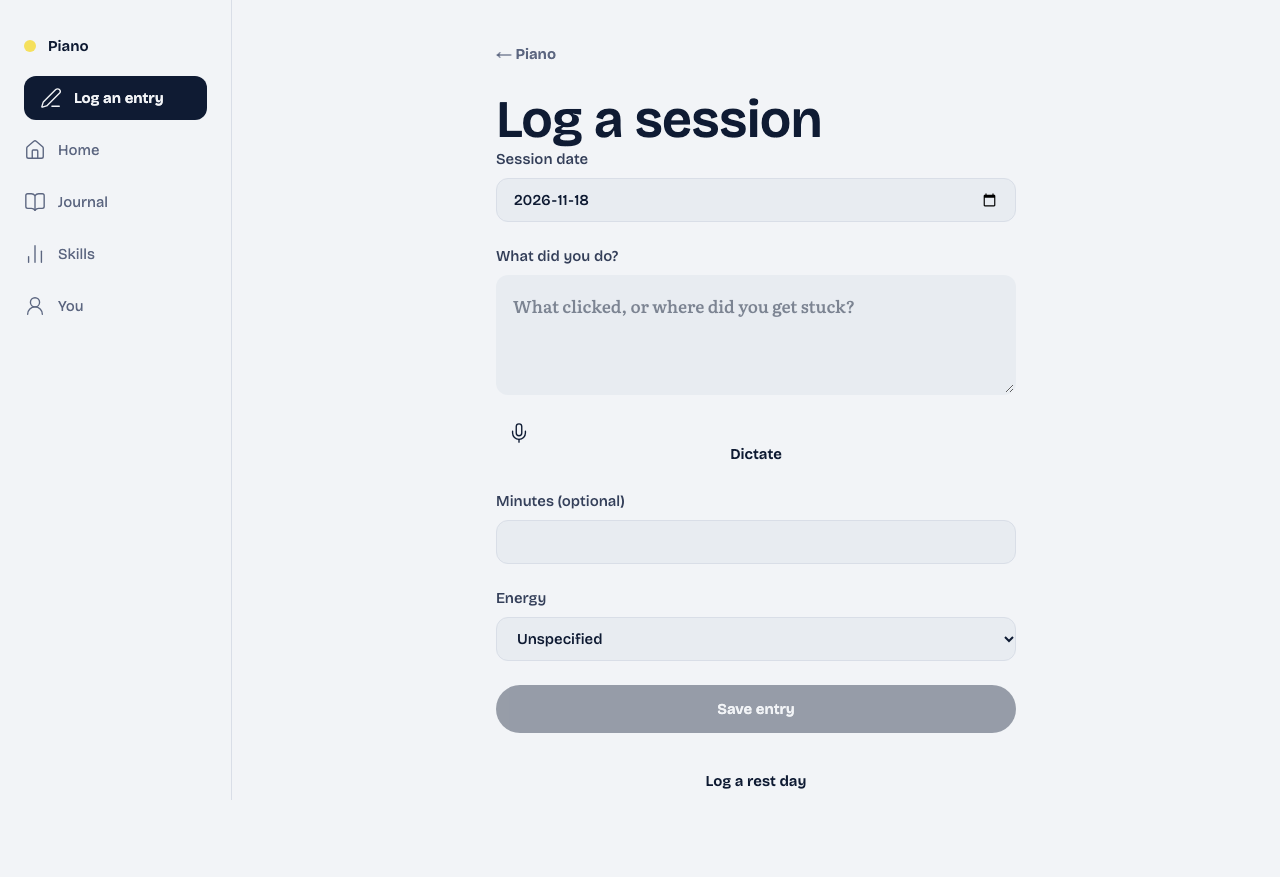 Piano
Log an entry
Home
Journal
Skills
You
← Piano
Log a session
Session date
2026-11-18
What did you do?
What clicked, or where did you get stuck?
Dictate
Minutes (optional)
Energy
Unspecified
Save entry
Log a rest day